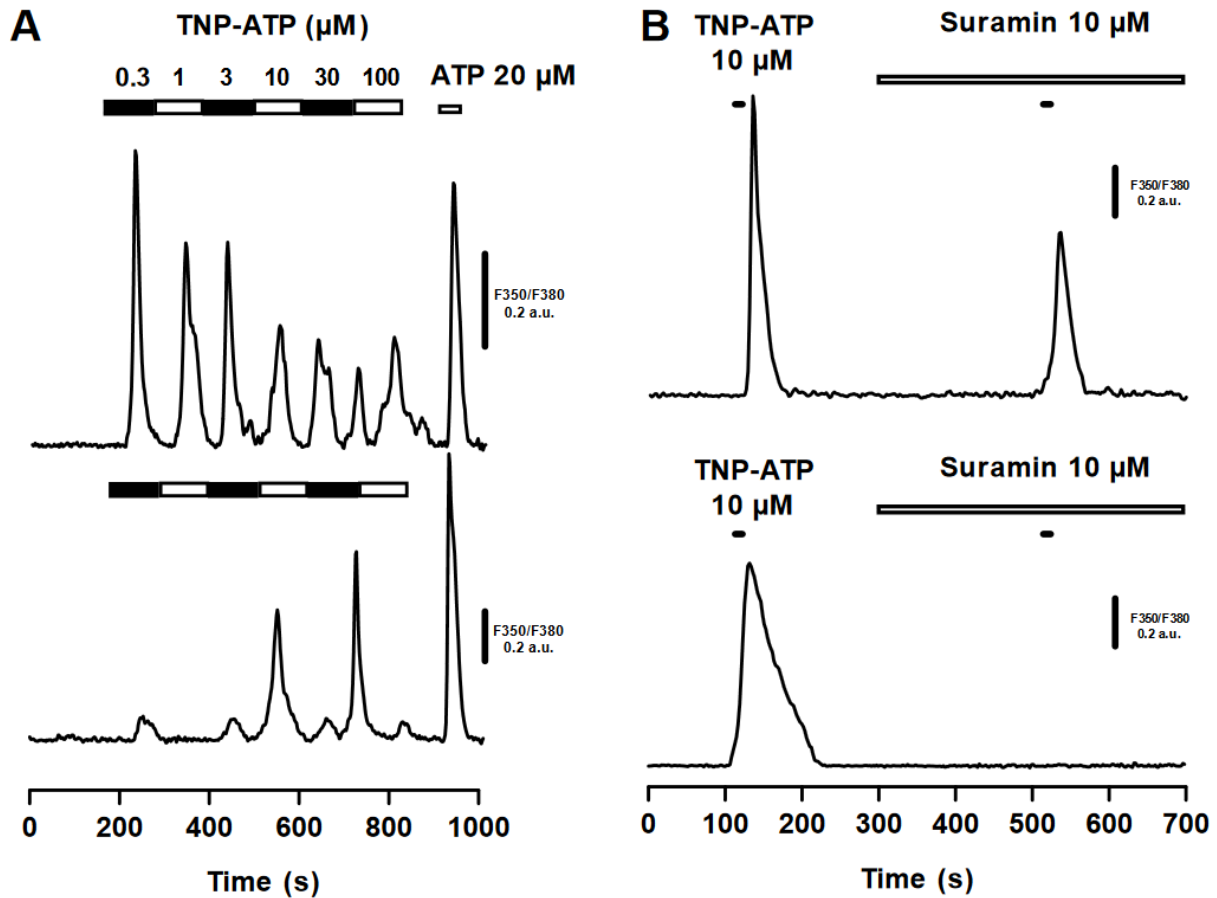 A
TNP-ATP (µM)
0.3 1 3 10 30 100
ATP 20 µM
F350/F380
0.2 a.u.
F350/F380
0.2 a.u.
0 200 400 600 800 1000
Time (s)
B
TNP-ATP
10 µM
Suramin 10 µM
F350/F380
0.2 a.u.
TNP-ATP
10 µM
Suramin 10 µM
F350/F380
0.2 a.u.
0 100 200 300 400 500 600 700
Time (s)